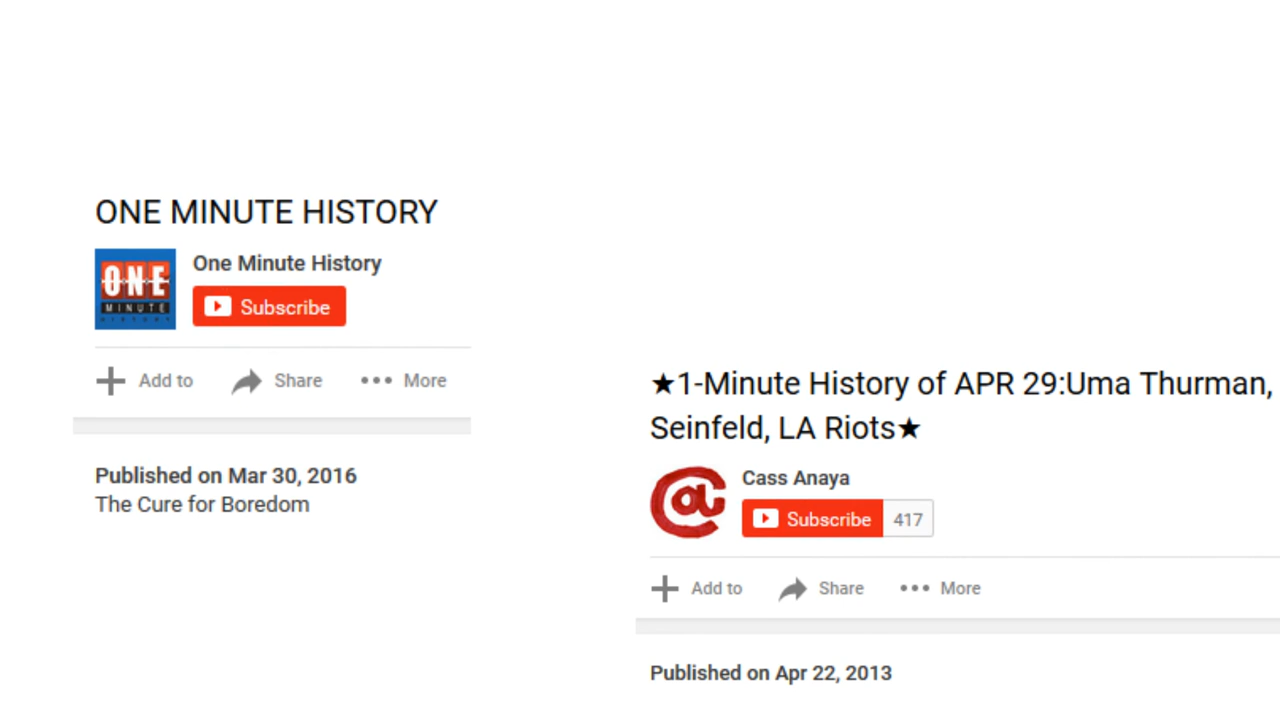 ONE MINUTE HISTORY
ONE
MINUTE
One Minute History
Subscribe
Add to
Share
More
Published on Mar 30, 2016
The Cure for Boredom
★1-Minute History of APR 29:Uma Thurman,
Seinfeld, LA Riots★
Cass Anaya
Subscribe 417
Add to
Share
More
Published on Apr 22, 2013